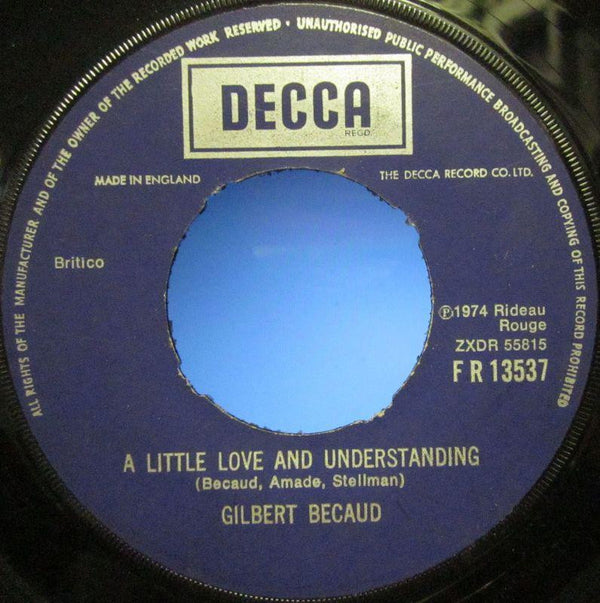 ALL RIGHTS OF THE MANUFACTURER AND OF THE OWNER OF THE RECORDED WORK RESERVED · UNAUTHORISED PUBLIC PERFORMANCE BROADCASTING AND COPYING OF THIS RECORD PROHIBITED
DECCA
REGD
MADE IN ENGLAND
THE DECCA RECORD CO. LTD.
Britico
℗1974 Rideau
Rouge
ZXDR 55815
FR 13537
A LITTLE LOVE AND UNDERSTANDING
(Becaud, Amade, Stellman)
GILBERT BECAUD